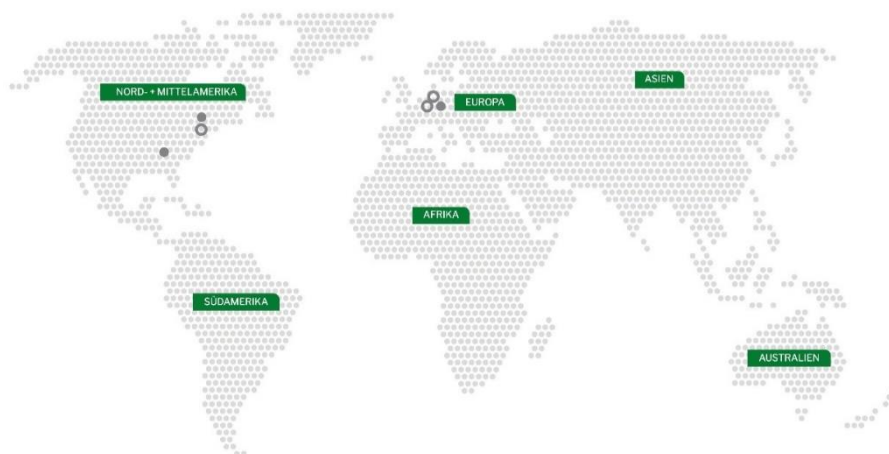 NORD- + MITTELAMERIKA
EUROPA
ASIEN
AFRIKA
SÜDAMERIKA
AUSTRALIEN